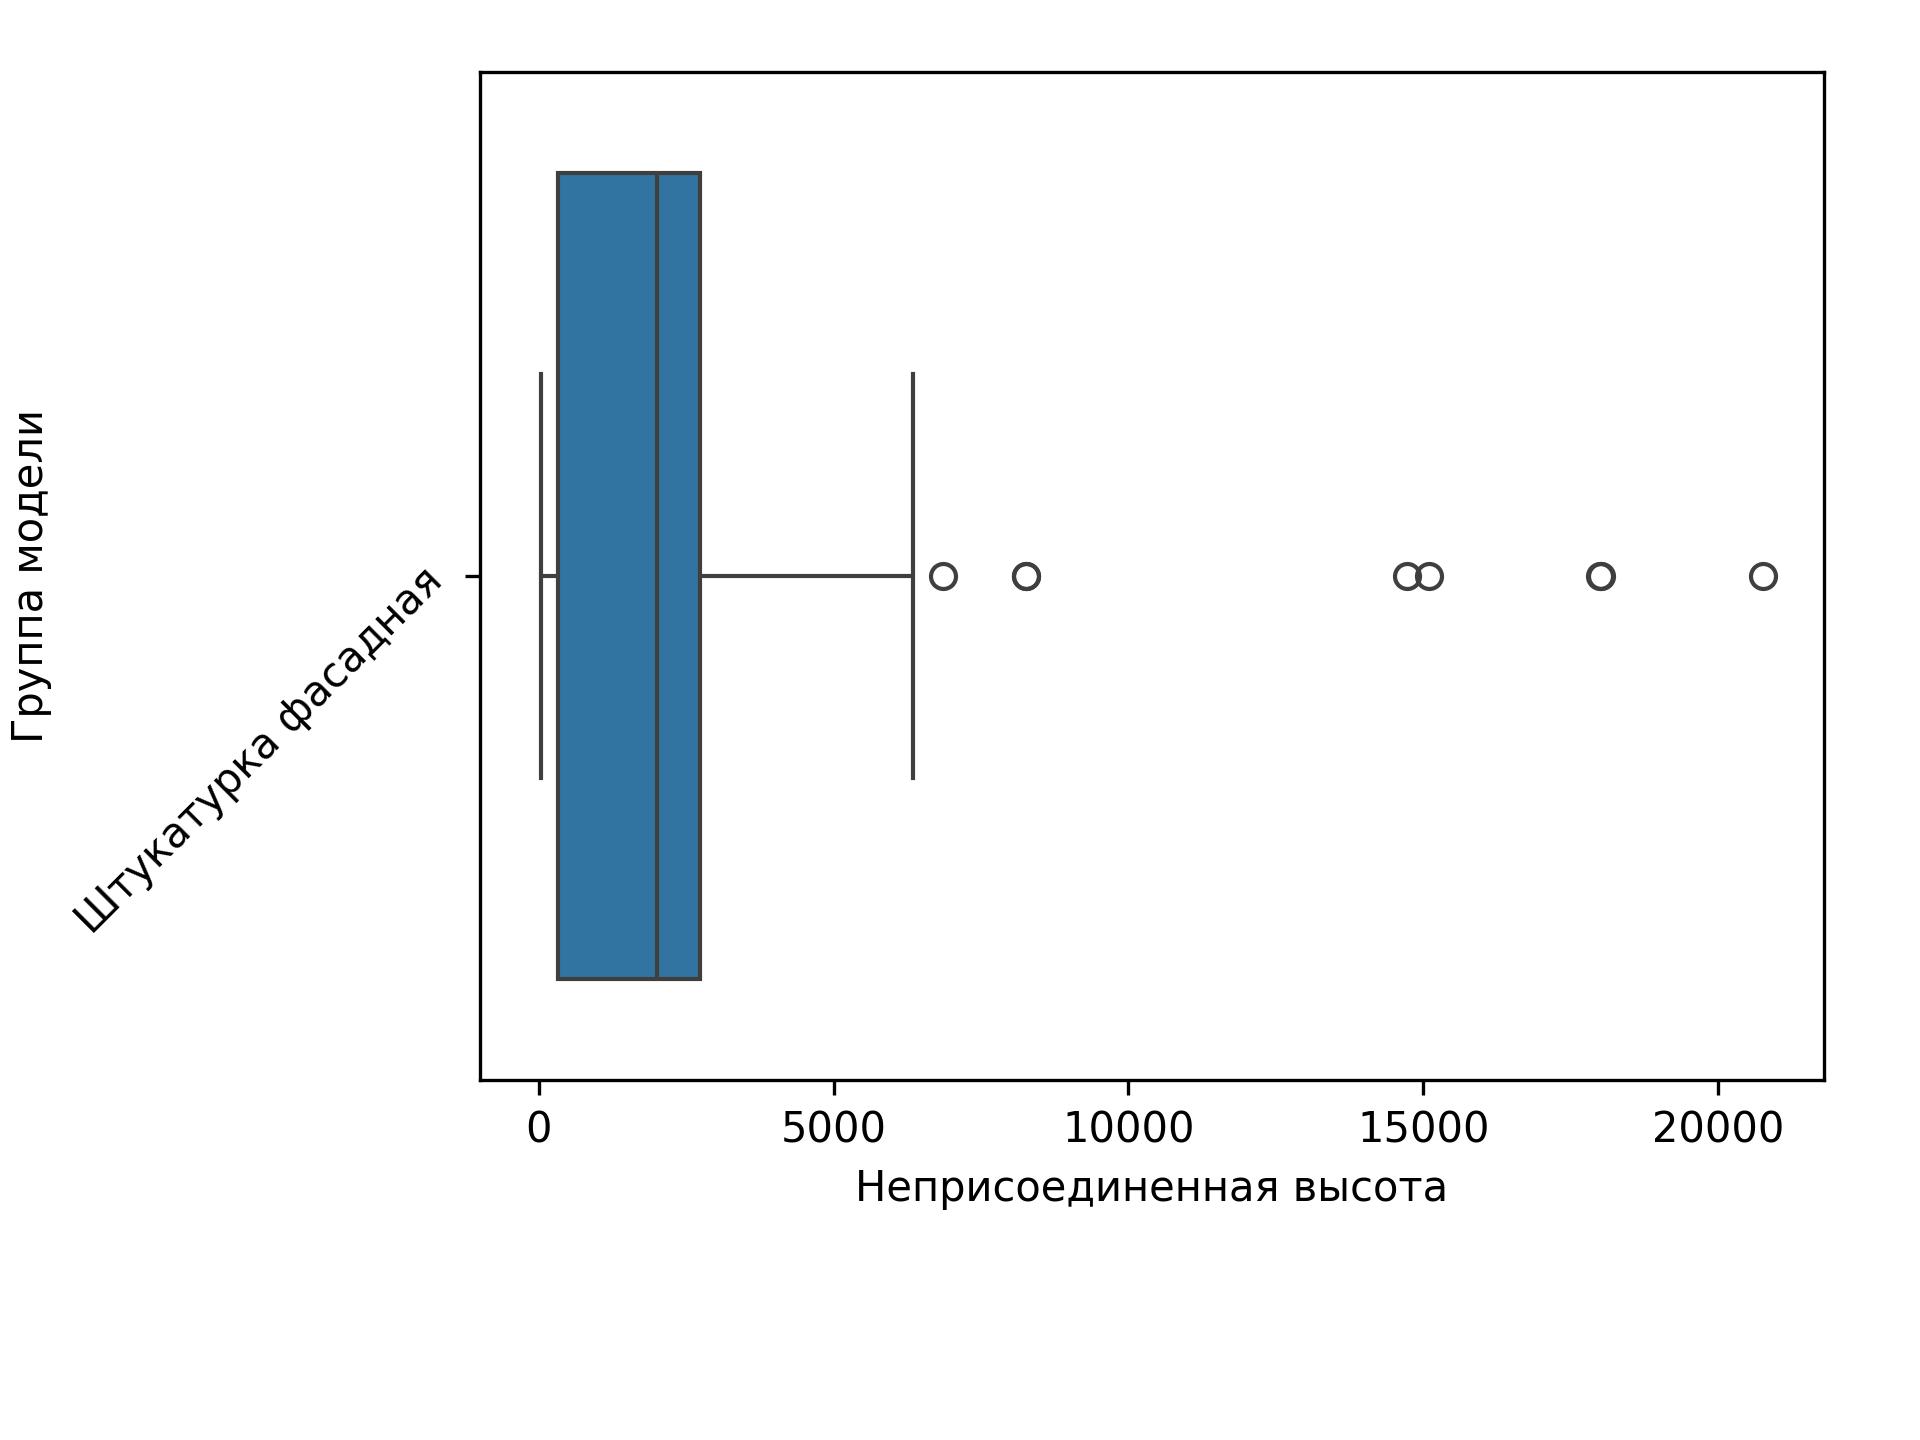 Группа модели
Штукатурка фасадная
0 5000 10000 15000 20000
Неприсоединенная высота